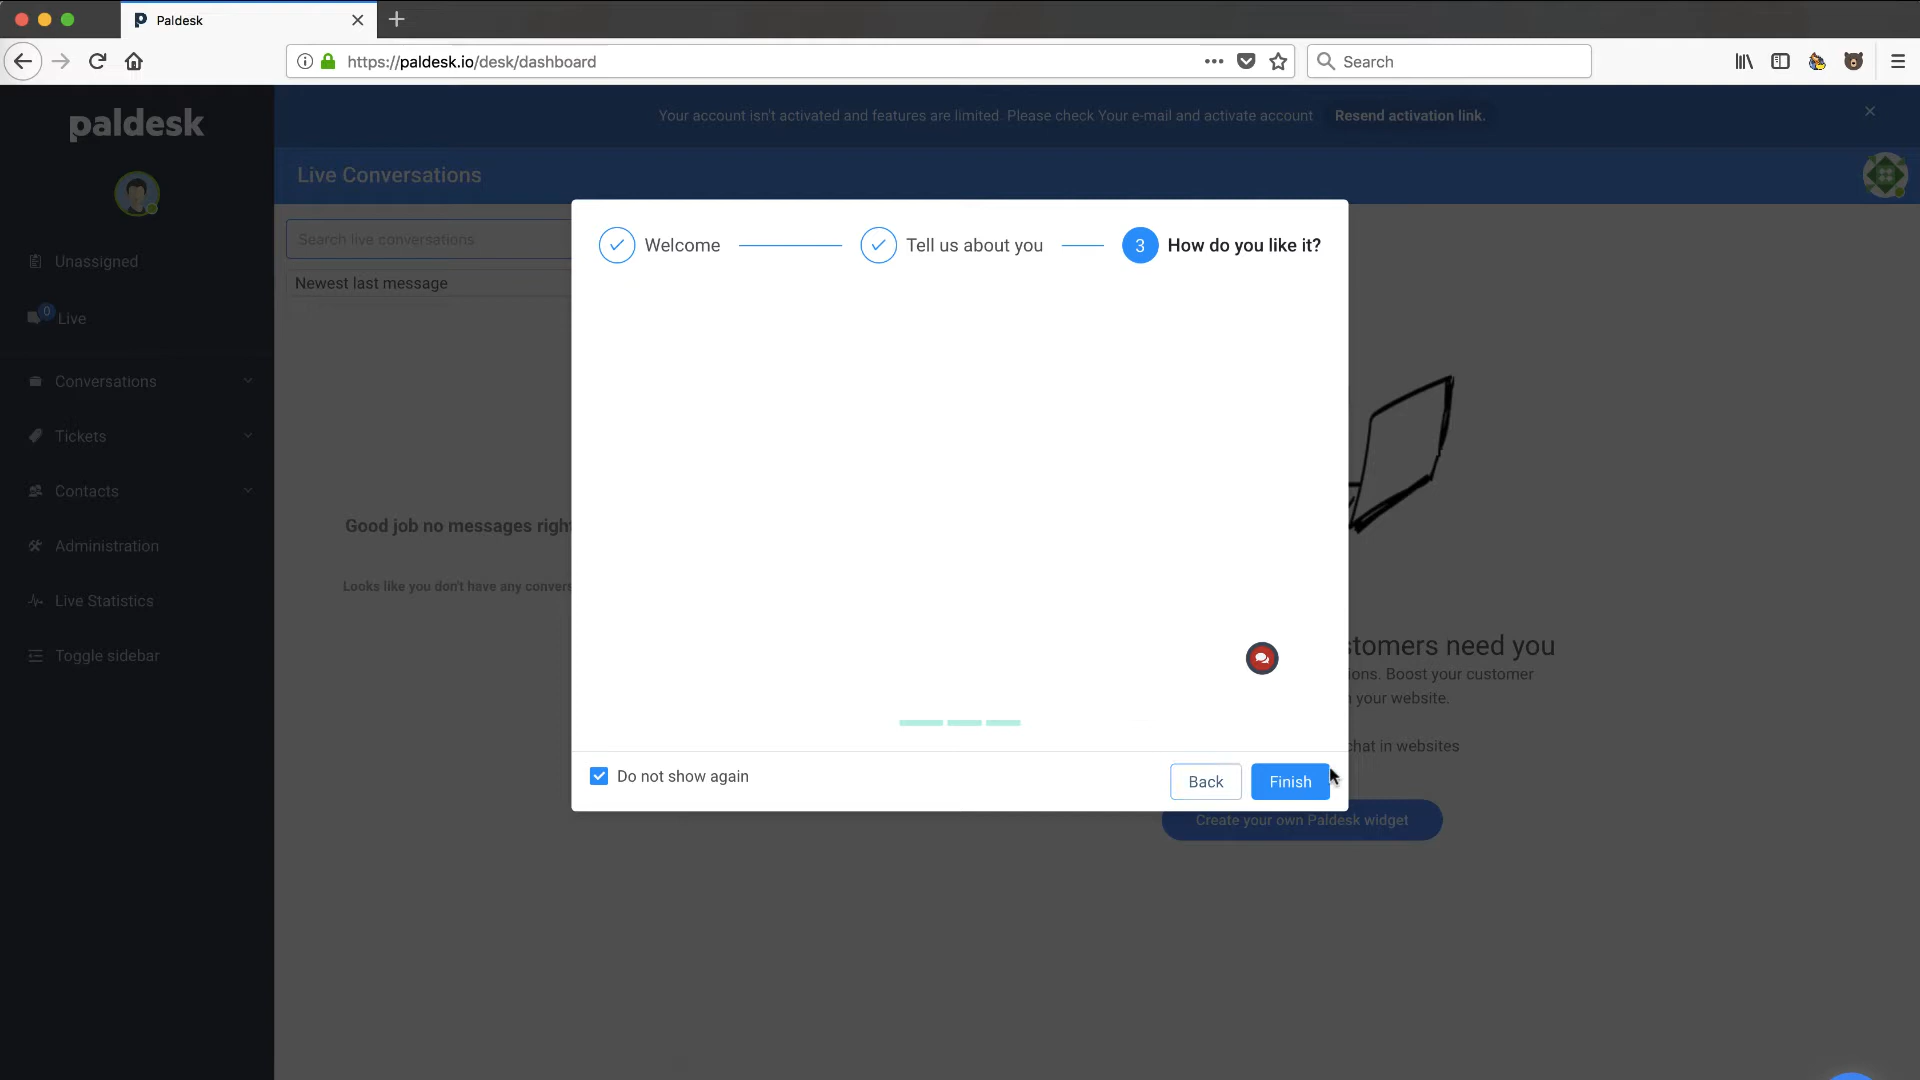 Paldesk
https://paldesk.io/desk/dashboard
Search
paldesk
Your account isn't activated and features are limited. Please check Your e-mail and activate account
Resend activation link.
Live Conversations
Search live conversations
Newest last message
Unassigned
0
Live
Conversations
Tickets
Contacts
Administration
Live Statistics
Toggle sidebar
Good job no messages righ
Looks like you don't have any convers
Welcome
Tell us about you
3
How do you like it?
stomers need you
ions. Boost your customer
your website.
chat in websites
Do not show again
Back
Finish
Create your own Paldesk widget